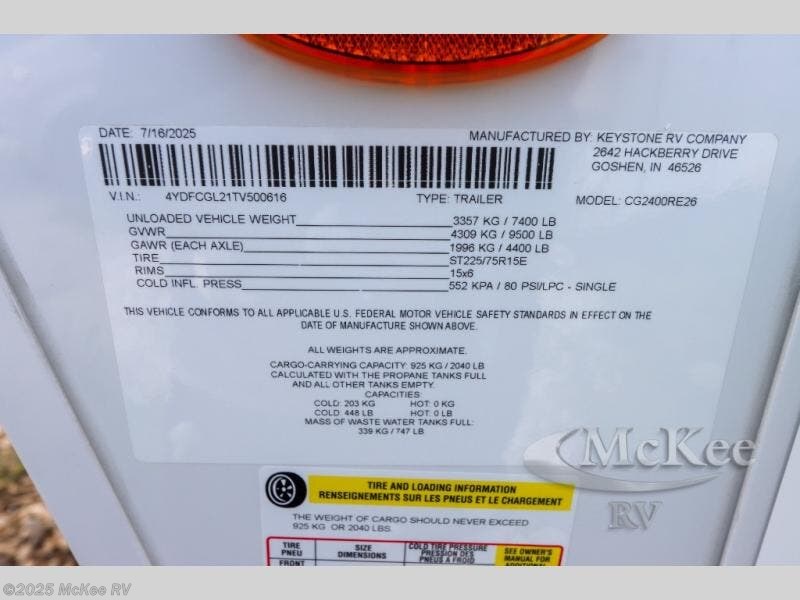 DATE: 7/16/2025
MANUFACTURED BY: KEYSTONE RV COMPANY
2642 HACKBERRY DRIVE
GOSHEN, IN 46526
V.I.N.: 4YDFCGL21TV500616 TYPE: TRAILER MODEL: CG2400RE26
UNLOADED VEHICLE WEIGHT 3357 KG / 7400 LB
GVWR 4309 KG / 9500 LB
GAWR (EACH AXLE) 1996 KG / 4400 LB
TIRE ST225/75R15E
RIMS 15x6
COLD INFL. PRESS 552 KPA / 80 PSI/LPC - SINGLE
THIS VEHICLE CONFORMS TO ALL APPLICABLE U.S. FEDERAL MOTOR VEHICLE SAFETY STANDARDS IN EFFECT ON THE
DATE OF MANUFACTURE SHOWN ABOVE.
ALL WEIGHTS ARE APPROXIMATE.
CARGO-CARRYING CAPACITY: 925 KG / 2040 LB
CALCULATED WITH THE PROPANE TANKS FULL
AND ALL OTHER TANKS EMPTY.
CAPACITIES:
COLD: 203 KG HOT: 0 KG
COLD: 448 LB HOT: 0 LB
MASS OF WASTE WATER TANKS FULL:
339 KG / 747 LB
McKee
RV
TIRE AND LOADING INFORMATION
RENSEIGNEMENTS SUR LES PNEUS ET LE CHARGEMENT
THE WEIGHT OF CARGO SHOULD NEVER EXCEED
925 KG OR 2040 LBS.
TIRE SIZE COLD TIRE PRESSURE SEE OWNER'S
PNEU DIMENSIONS PRESSION DES MANUAL FOR
PNEUS A FROID ADDITIONAL
FRONT
©2025 McKee RV